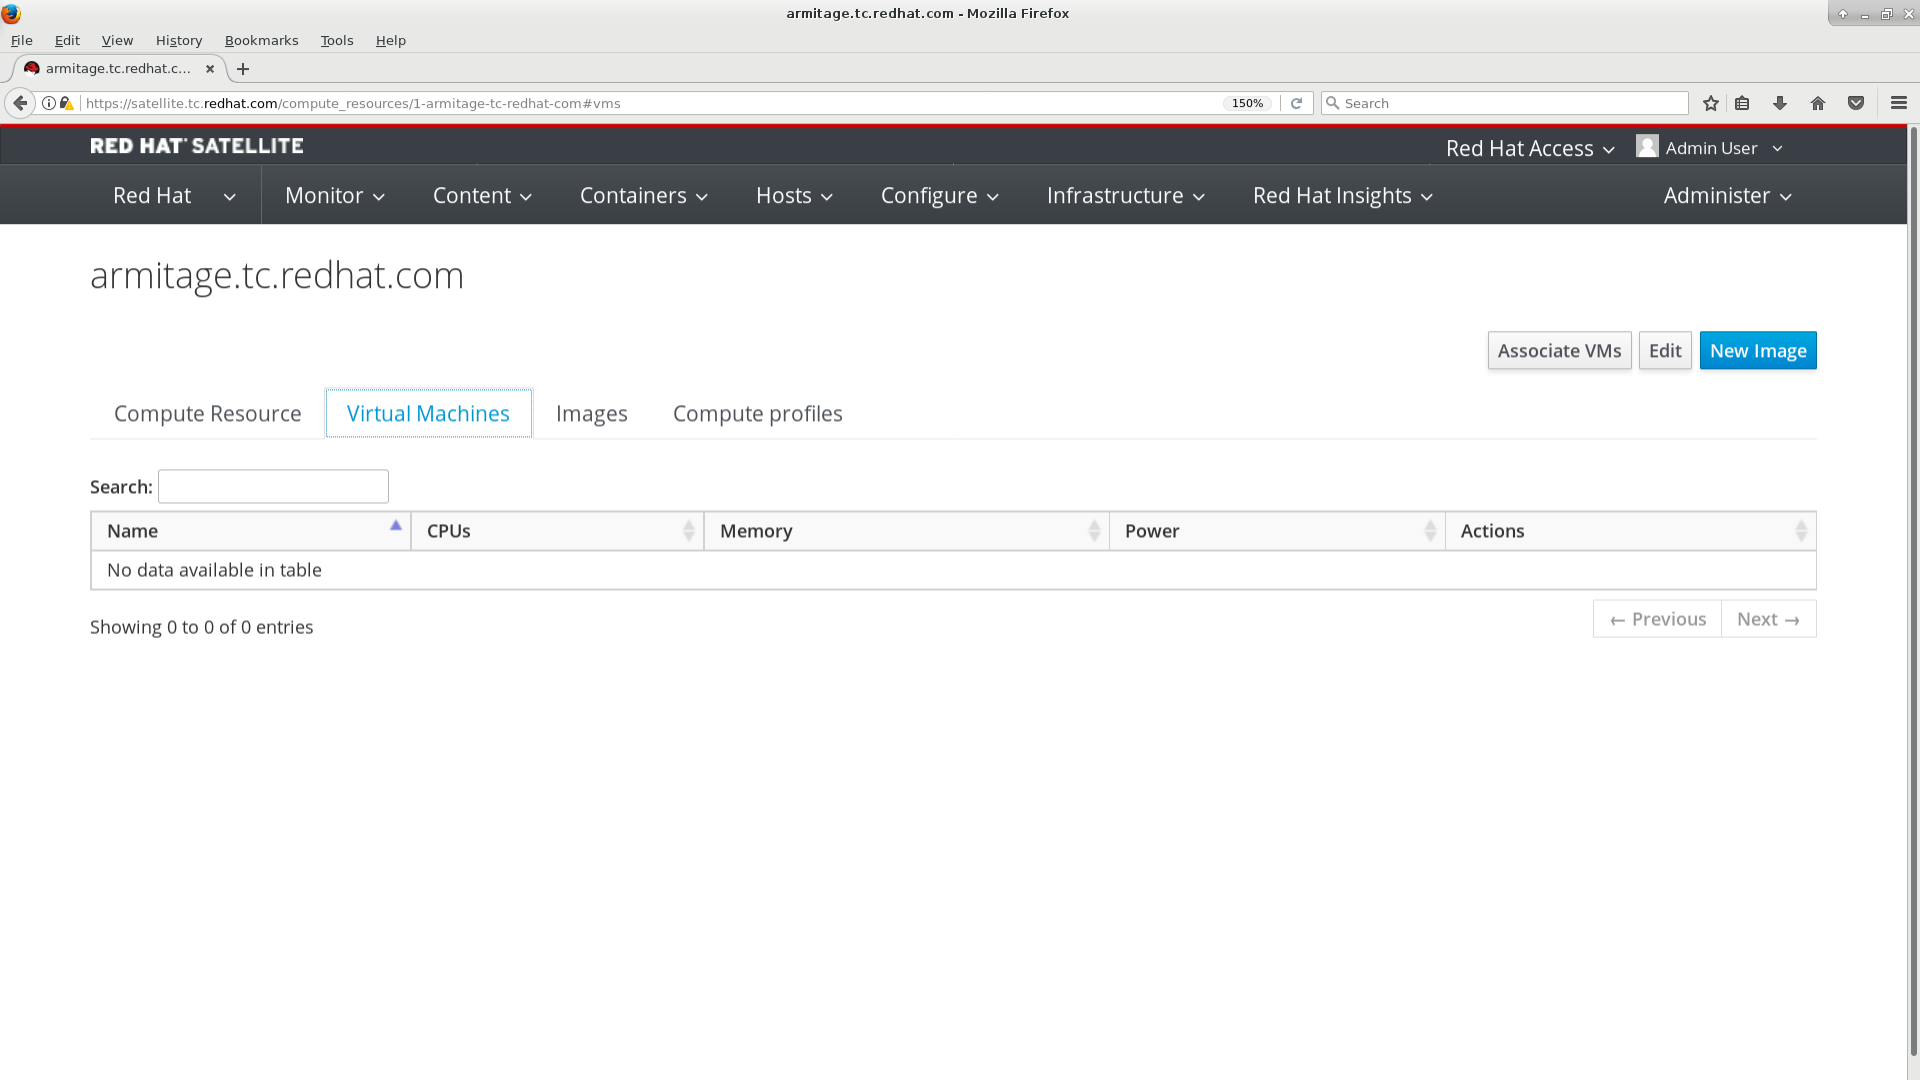 armitage.tc.redhat.com - Mozilla Firefox
File Edit View History Bookmarks Tools Help
armitage.tc.redhat.c...
https://satellite.tc.redhat.com/compute_resources/1-armitage-tc-redhat-com#vms 150% Search
RED HAT SATELLITE Red Hat Access Admin User
Red Hat Monitor Content Containers Hosts Configure Infrastructure Red Hat Insights Administer
armitage.tc.redhat.com
Associate VMs Edit New Image
Compute Resource Virtual Machines Images Compute profiles
Search:
Name CPUs Memory Power Actions
No data available in table
Showing 0 to 0 of 0 entries ← Previous Next →